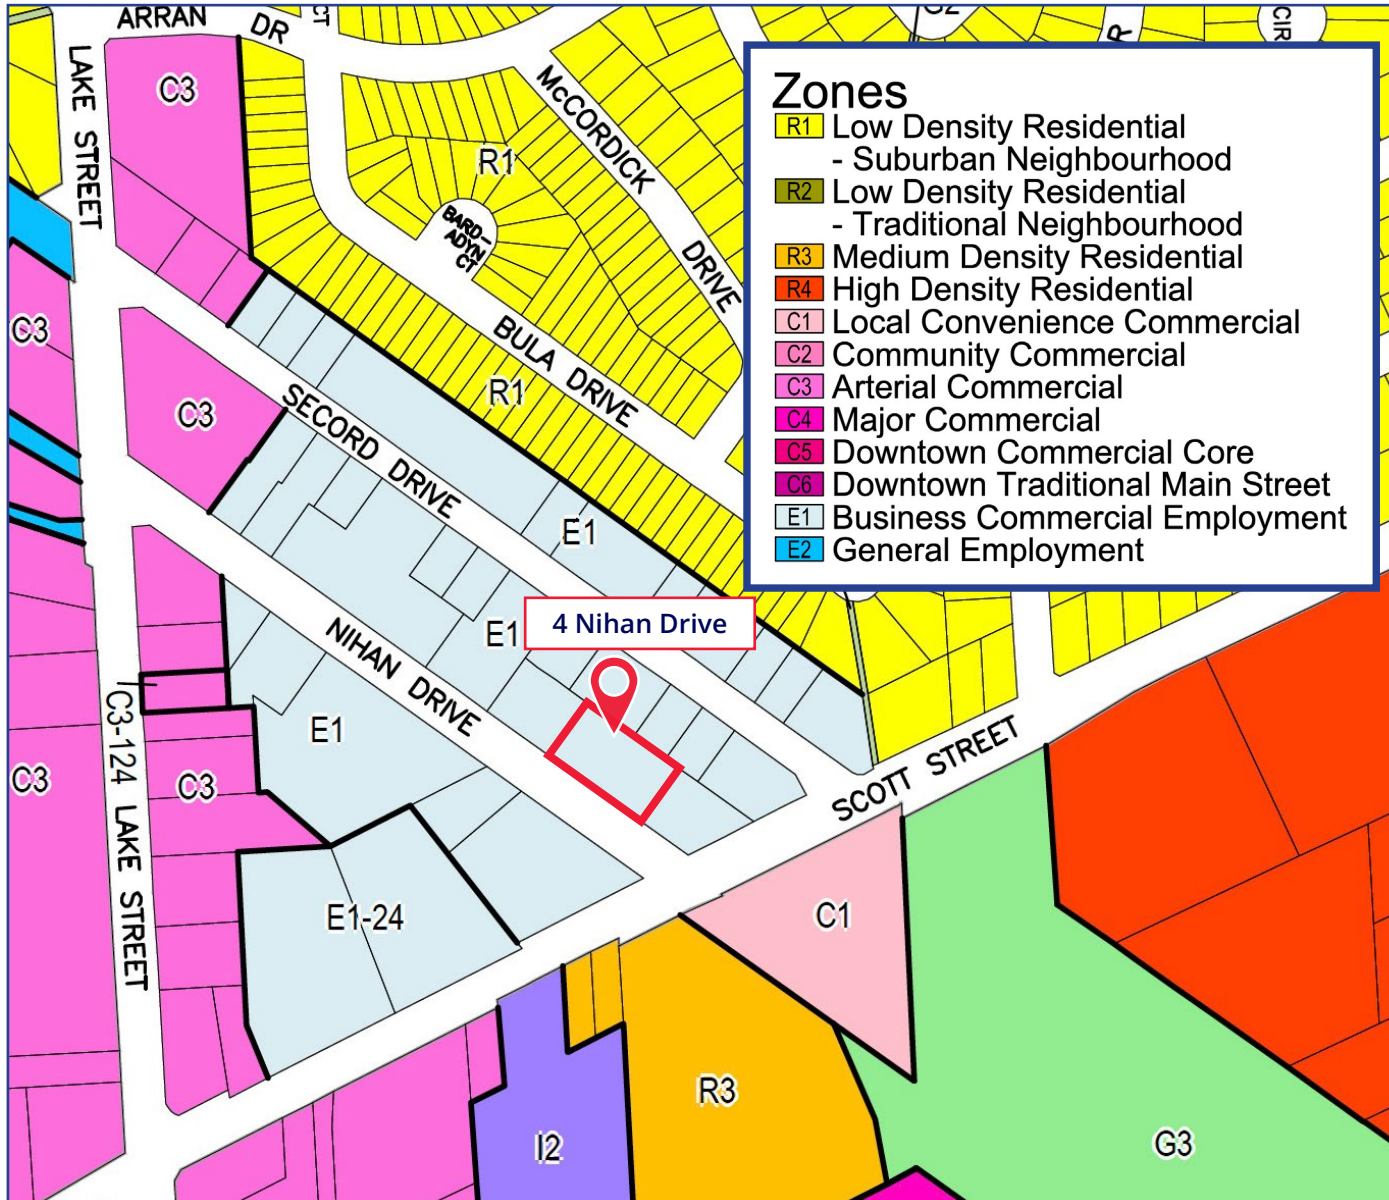 ARRAN DR
CT
C2
R
CIR
LAKE STREET
C3
McCORDICK DRIVE
R1
BARD-
ADYN
CT
Zones
R1 Low Density Residential
- Suburban Neighbourhood
R2 Low Density Residential
- Traditional Neighbourhood
R3 Medium Density Residential
R4 High Density Residential
C1 Local Convenience Commercial
C2 Community Commercial
C3 Arterial Commercial
C4 Major Commercial
C5 Downtown Commercial Core
C6 Downtown Traditional Main Street
E1 Business Commercial Employment
E2 General Employment
C3
BULA DRIVE
R1
C3
SECORD DRIVE
E1
E1
4 Nihan Drive
NIHAN DRIVE
E1
C3-124
C3
C3
LAKE STREET
SCOTT STREET
E1-24
C1
R3
I2
G3